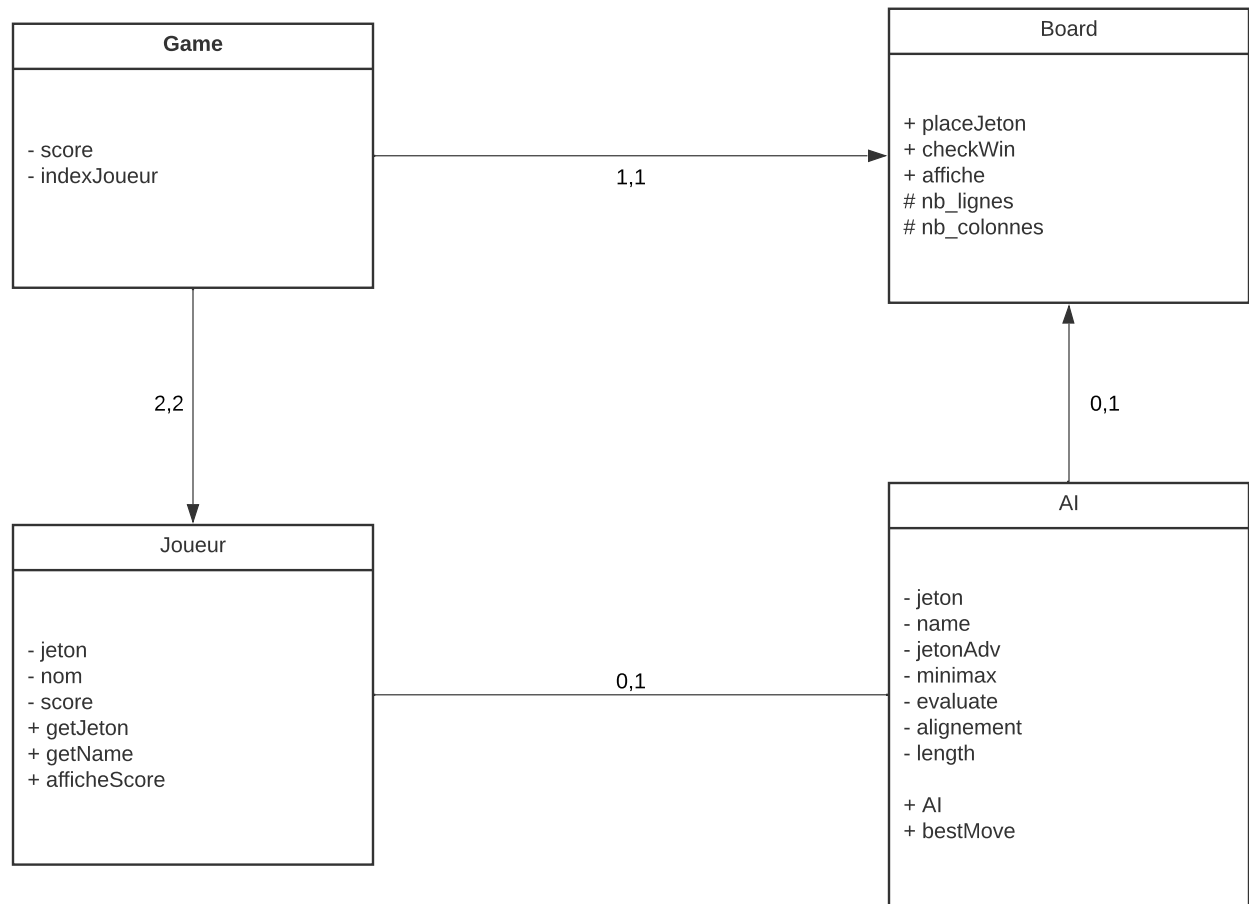 Game
- score
- indexJoueur
1,1
Board
+ placeJeton
+ checkWin
+ affiche
# nb_lignes
# nb_colonnes
2,2
0,1
Joueur
- jeton
- nom
- score
+ getJeton
+ getName
+ afficheScore
0,1
AI
- jeton
- name
- jetonAdv
- minimax
- evaluate
- alignement
- length
+ AI
+ bestMove